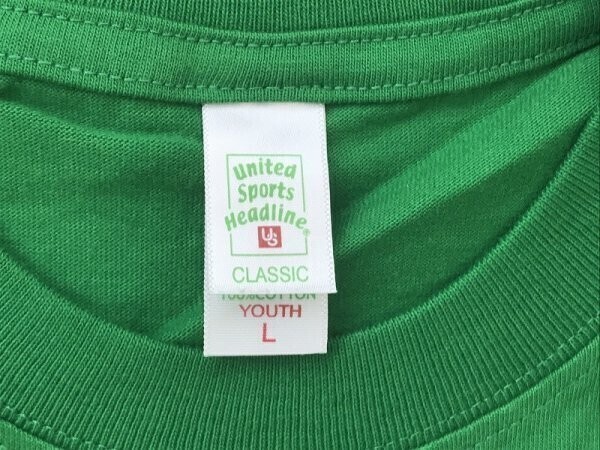 United
Sports
Headline®
US
CLASSIC
100%COTTON
YOUTH
L